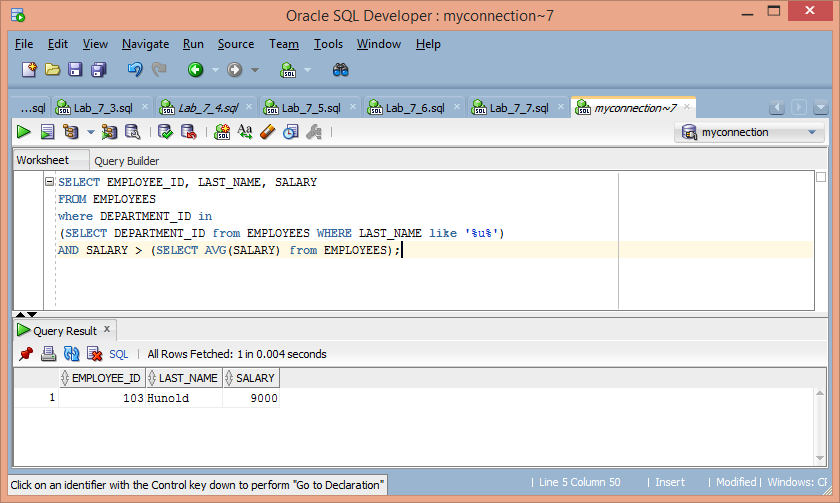 Oracle SQL Developer : myconnection~7
File Edit View Navigate Run Source Team Tools Window Help
...sql Lab_7_3.sql Lab_7_4.sql Lab_7_5.sql Lab_7_6.sql Lab_7_7.sql myconnection~7
myconnection
Worksheet Query Builder
SELECT EMPLOYEE_ID, LAST_NAME, SALARY
FROM EMPLOYEES
where DEPARTMENT_ID in
(SELECT DEPARTMENT_ID from EMPLOYEES WHERE LAST_NAME like '%u%')
AND SALARY > (SELECT AVG(SALARY) from EMPLOYEES);
Query Result x
SQL | All Rows Fetched: 1 in 0.004 seconds
EMPLOYEE_ID LAST_NAME SALARY
1 103 Hunold 9000
Click on an identifier with the Control key down to perform "Go to Declaration"
| Line 5 Column 50 | Insert | Modified | Windows: CF